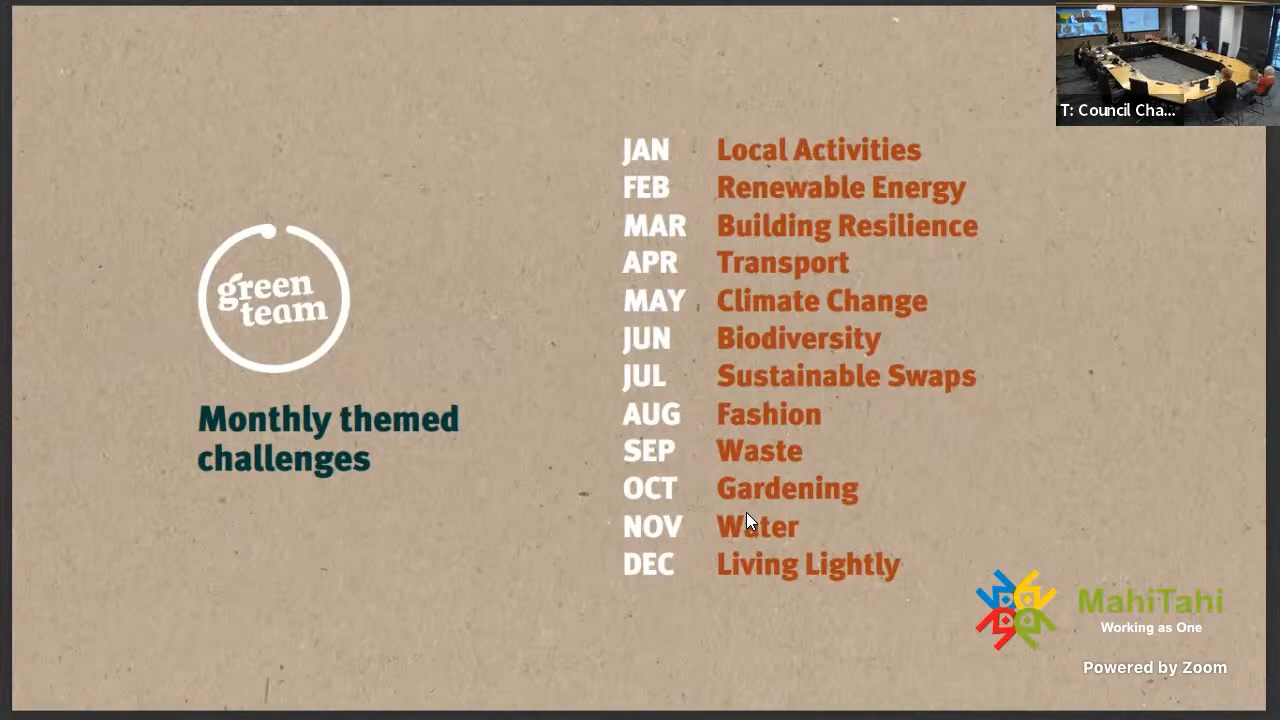 T: Council Cha...
green
team
Monthly themed
challenges
JAN Local Activities
FEB Renewable Energy
MAR Building Resilience
APR Transport
MAY Climate Change
JUN Biodiversity
JUL Sustainable Swaps
AUG Fashion
SEP Waste
OCT Gardening
NOV Water
DEC Living Lightly
MahiTahi
Working as One
Powered by Zoom